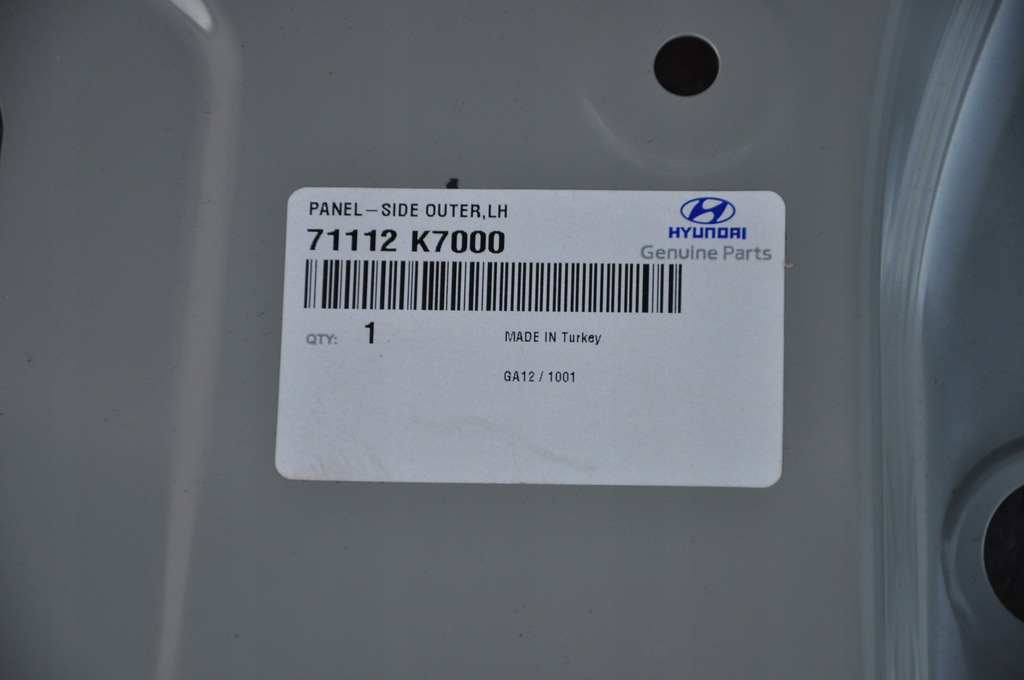 PANEL-SIDE OUTER,LH
71112 K7000
HYUNDAI
Genuine Parts
QTY: 1
MADE IN Turkey
GA12 / 1001